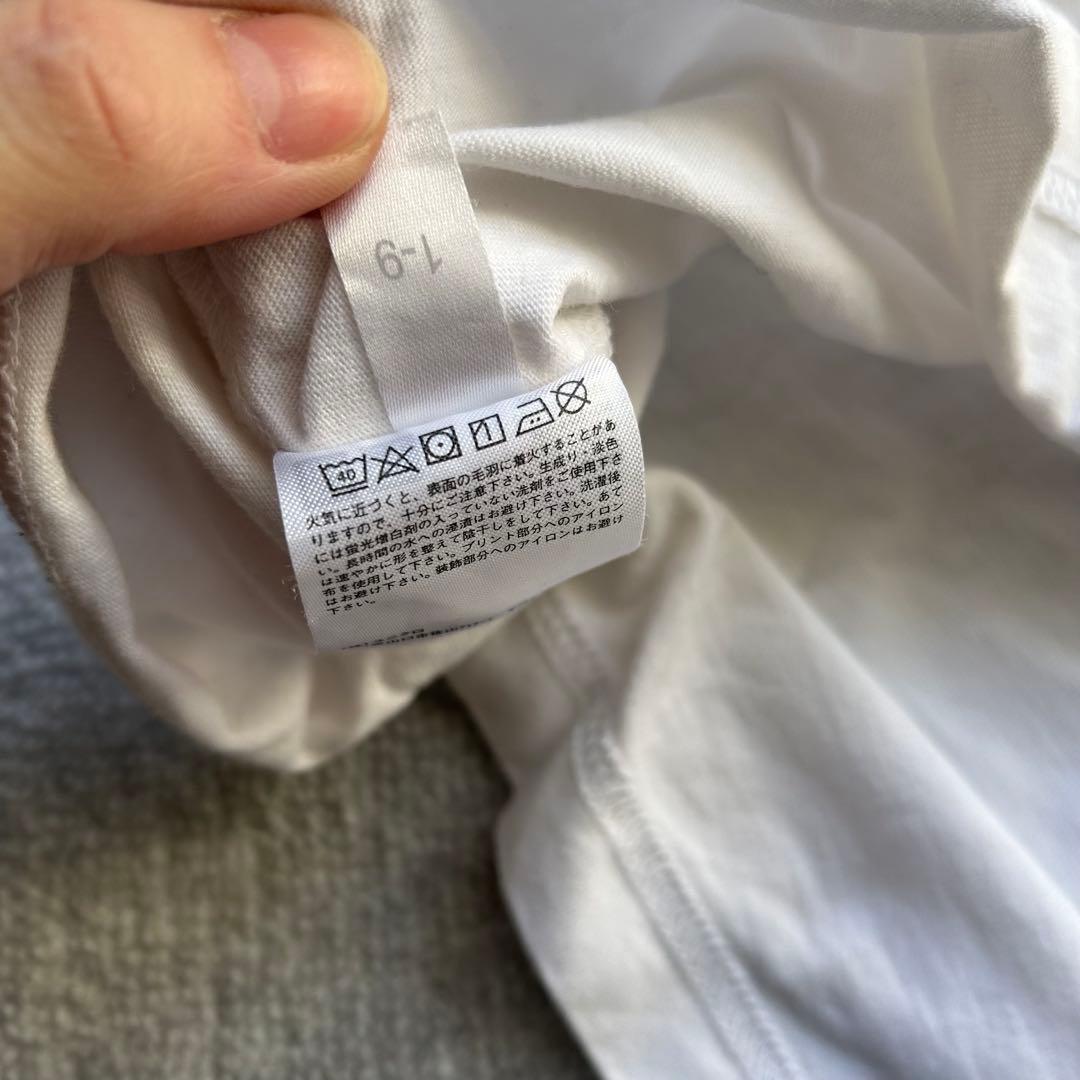 1-9
40
火気に近づくと、表面の毛羽に着火することがあ
りますので、十分にご注意下さい。生成り・淡色
には蛍光増白剤の入っていない洗剤をご使用下さ
い。長時間の水への浸漬はお避け下さい。洗濯後
は速やかに形を整えて陰干しをして下さい。あて
布を使用して下さい。プリント部分へのアイロン
はお避け下さい。装飾部分へのアイロンはお避け
下さい。